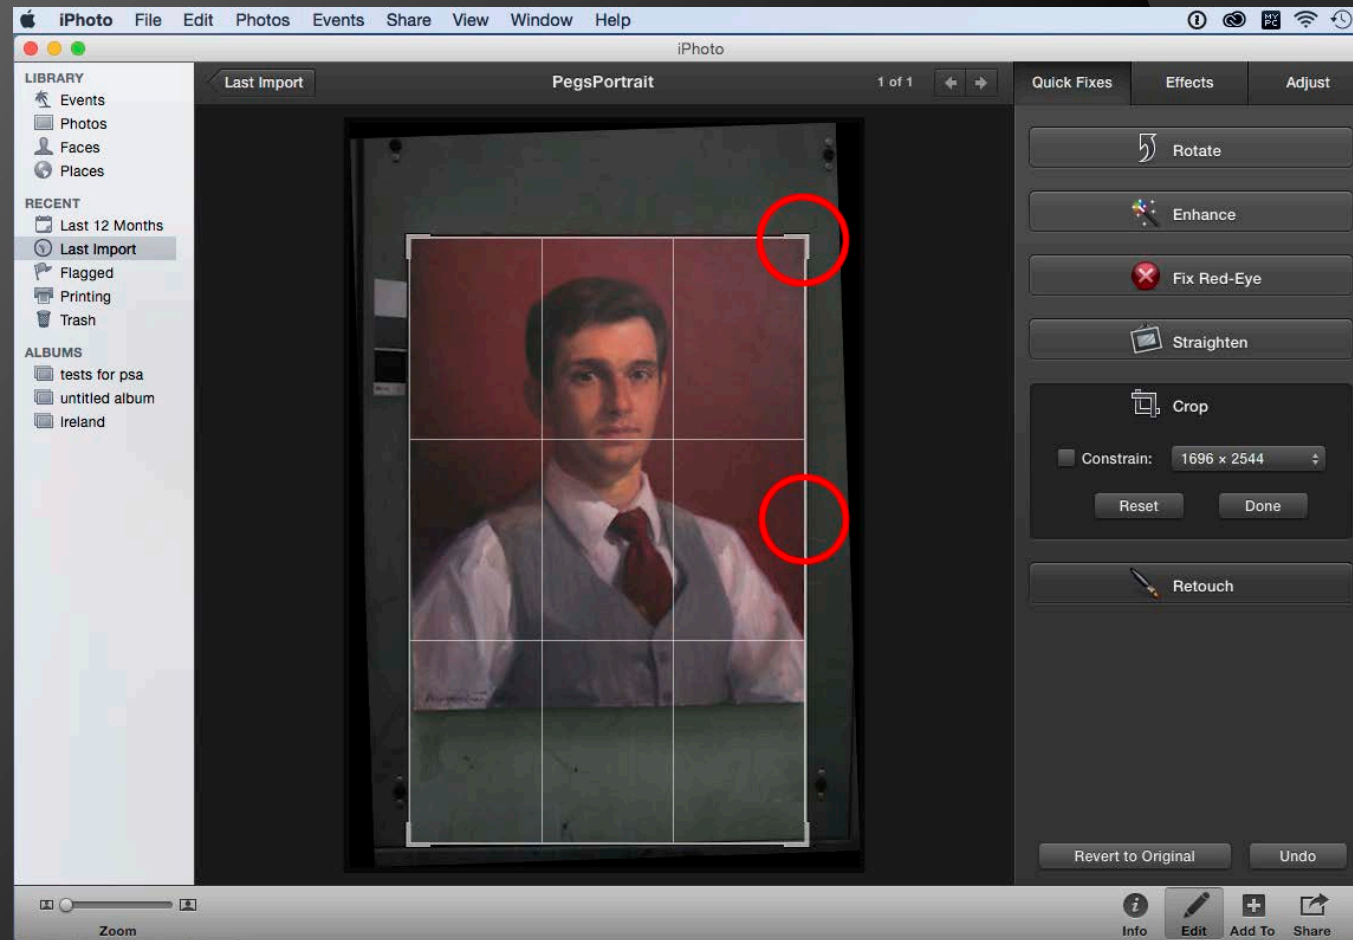 iPhoto File Edit Photos Events Share View Window Help
MY PC
iPhoto
LIBRARY
Events
Photos
Faces
Places
RECENT
Last 12 Months
Last Import
Flagged
Printing
Trash
ALBUMS
tests for psa
untitled album
Ireland
Last Import
PegsPortrait
1 of 1
Quick Fixes Effects Adjust
Rotate
Enhance
Fix Red-Eye
Straighten
Crop
Constrain: 1696 × 2544
Reset Done
Retouch
Revert to Original Undo
Zoom
Info Edit Add To Share